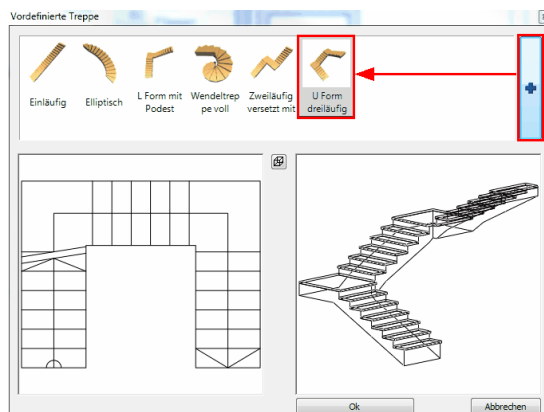 Vordefinierte Treppe
Einläufig
Elliptisch
L Form mit
Podest
Wendeltrep
pe voll
Zweiläufig
versetzt mit
U Form
dreiläufig
Ok
Abbrechen